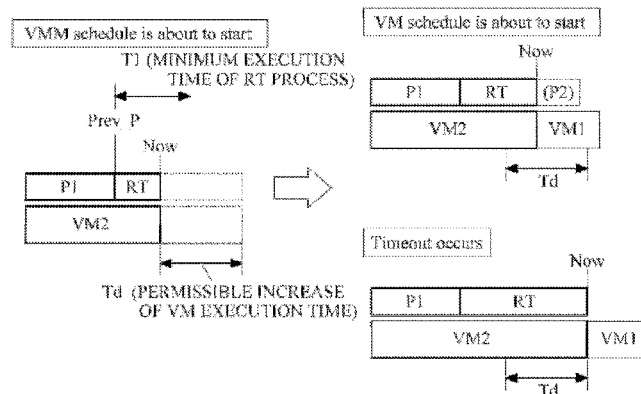 VMM schedule is about to start
T1 (MINIMUM EXECUTION
TIME OF RT PROCESS)
Prev_P
Now
P1 RT
VM2
Td (PERMISSIBLE INCREASE
OF VM EXECUTION TIME)
VM schedule is about to start
Now
P1 RT (P2)
VM2 VM1
Td
Timeout occurs
Now
P1 RT
VM2 VM1
Td